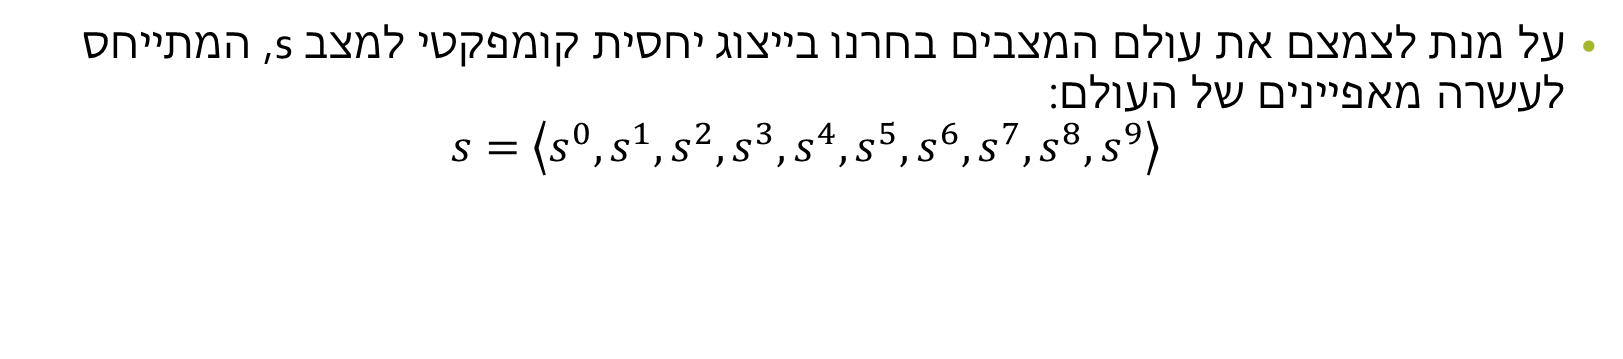 • על מנת לצמצם את עולם המצבים בחרנו בייצוג יחסית קומפקטי למצב s, המתייחס
לעשרה מאפיינים של העולם:
s = ⟨s⁰, s¹, s², s³, s⁴, s⁵, s⁶, s⁷, s⁸, s⁹⟩